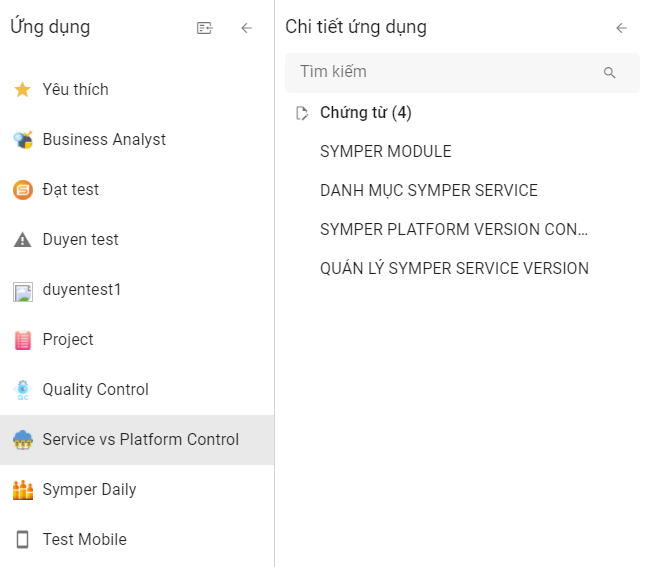 Ứng dụng
Yêu thích
Business Analyst
Đạt test
Duyen test
duyentest1
Project
Quality Control
Service vs Platform Control
Symper Daily
Test Mobile
Chi tiết ứng dụng
Tìm kiếm
Chứng từ (4)
SYMPER MODULE
DANH MỤC SYMPER SERVICE
SYMPER PLATFORM VERSION CON...
QUÁN LÝ SYMPER SERVICE VERSION